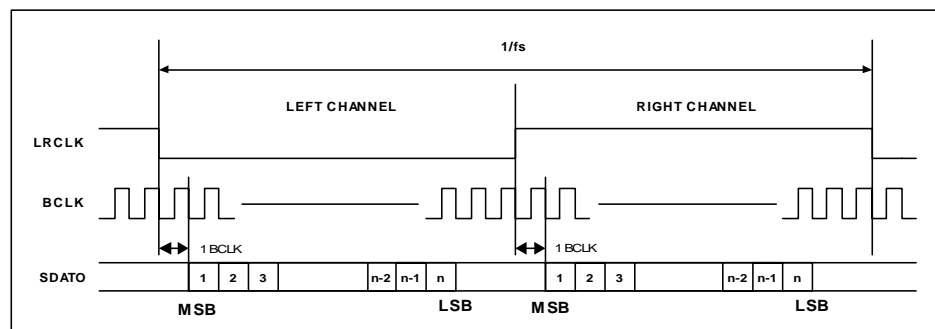 1/fs
LEFT CHANNEL RIGHT CHANNEL
LRCLK
BCLK
1 BCLK 1 BCLK
SDATO 1 2 3 n-2 n-1 n 1 2 3 n-2 n-1 n
MSB LSB MSB LSB